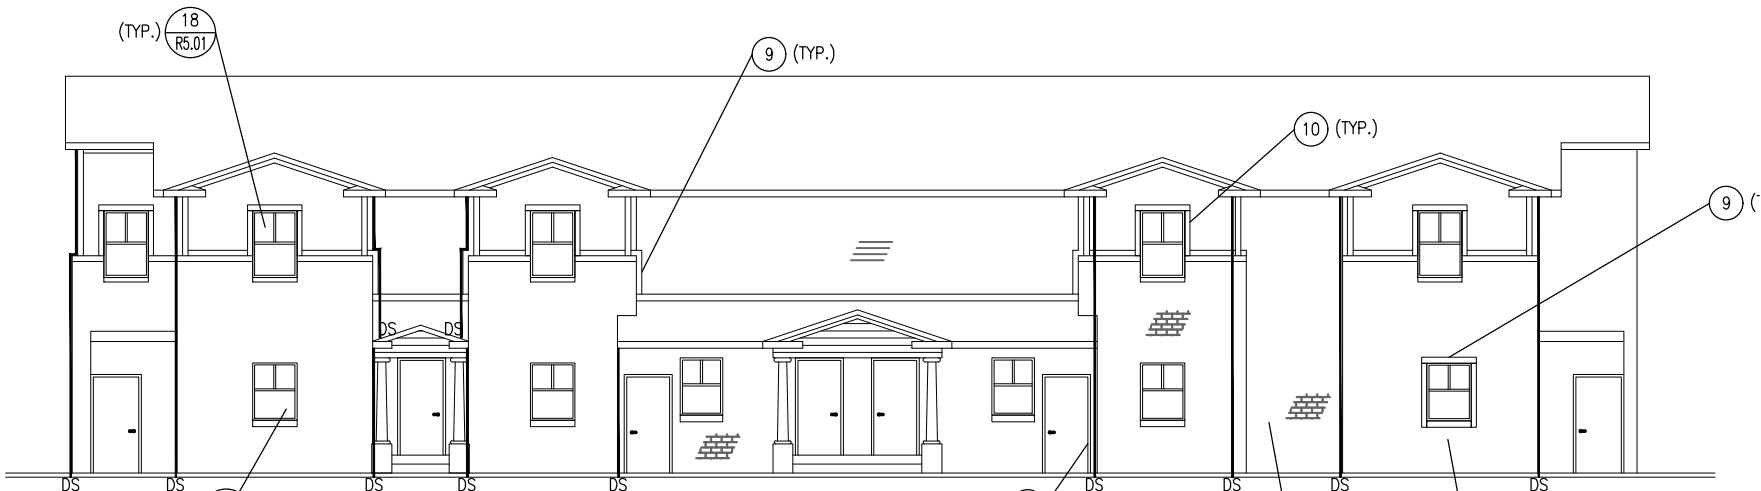 (TYP.) 18
R5.01
9 (TYP.)
10 (TYP.)
9 (
DS DS
DS DS DS DS DS DS DS DS DS